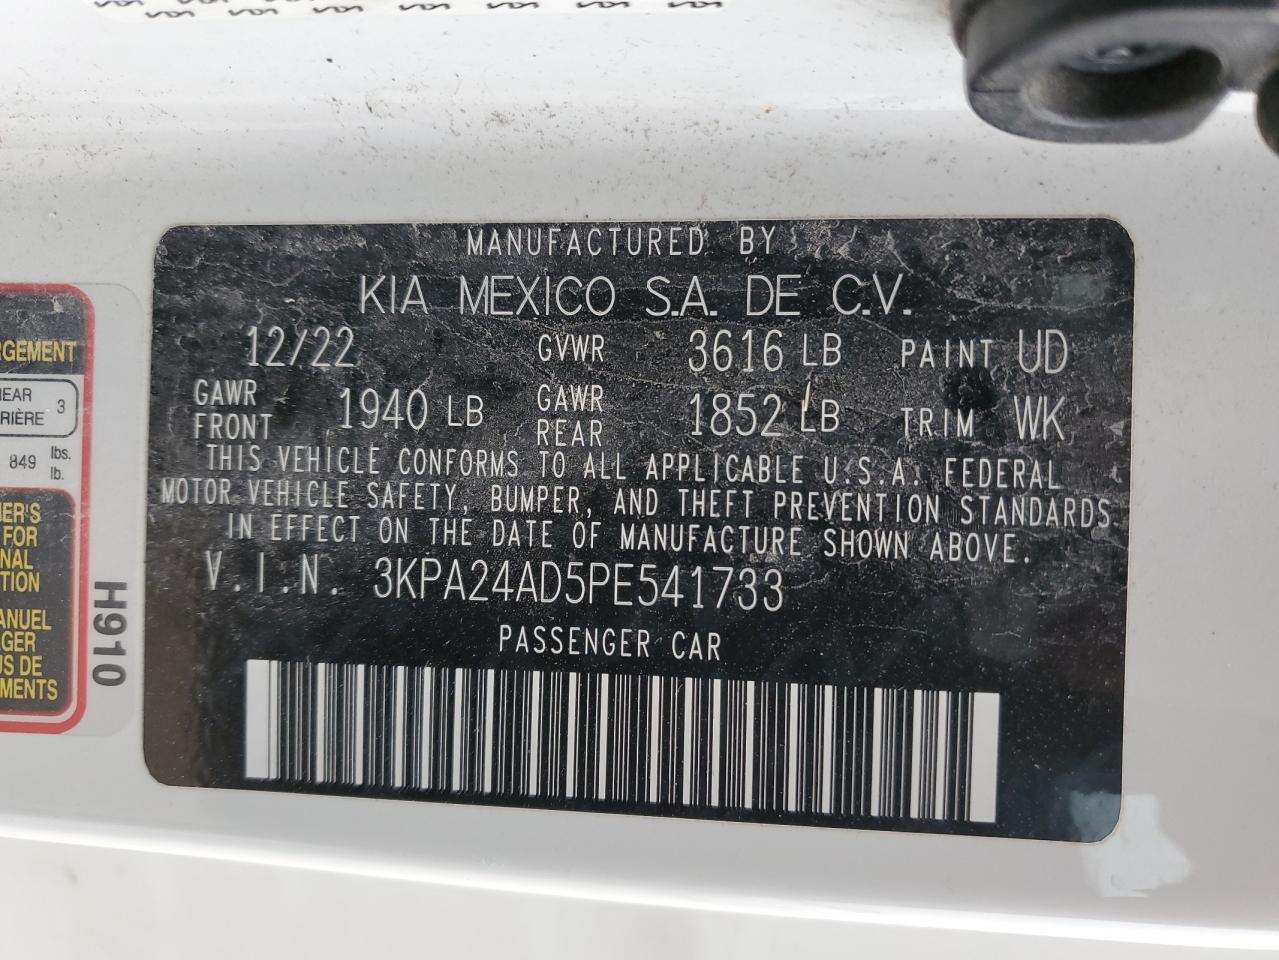 MANUFACTURED BY
KIA MEXICO S.A. DE C.V.
12/22 GVWR 3616 LB PAINT UD
GAWR FRONT 1940 LB GAWR REAR 1852 LB TRIM WK
THIS VEHICLE CONFORMS TO ALL APPLICABLE U.S.A. FEDERAL
MOTOR VEHICLE SAFETY, BUMPER, AND THEFT PREVENTION STANDARDS
IN EFFECT ON THE DATE OF MANUFACTURE SHOWN ABOVE.
V.I.N. 3KPA24AD5PE541733
PASSENGER CAR
RGEMENT
REAR
RIÈRE 3
849 lbs.
lb.
NER'S
FOR
NAL
TION
ANUEL
AGER
US DE
MENTS
H910